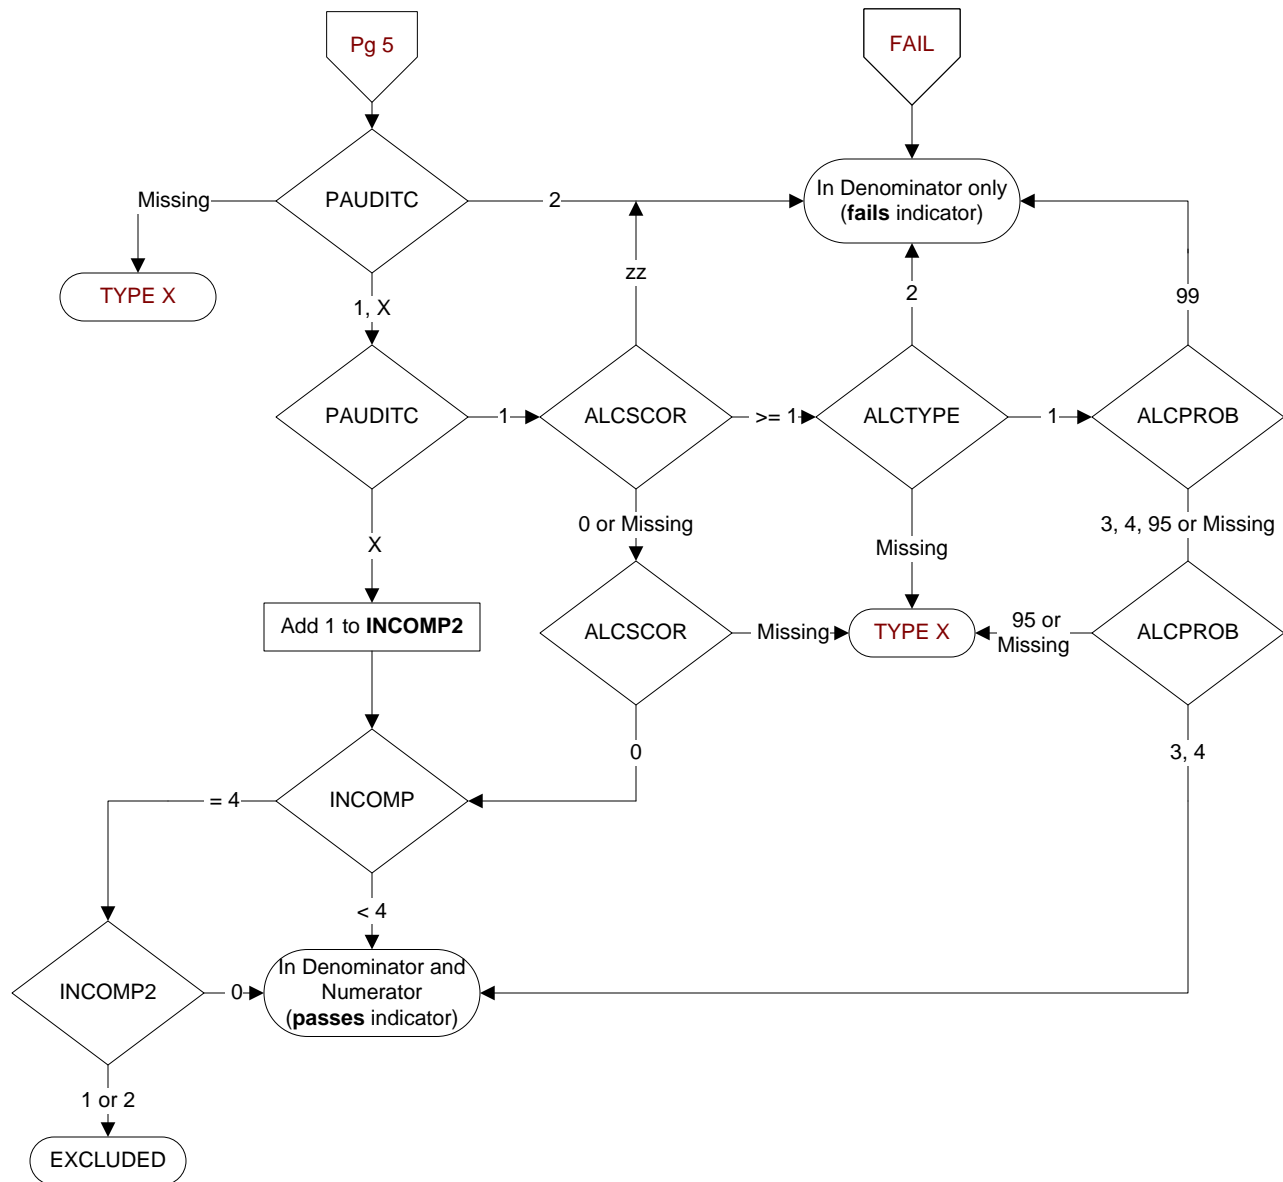 Pg 5
FAIL
Missing
PAUDITC
2
In Denominator only
(fails indicator)
zz
2
99
TYPE X
1, X
PAUDITC
1
ALCSCOR
>= 1
ALCTYPE
1
ALCPROB
X
0 or Missing
Missing
3, 4, 95 or Missing
Add 1 to INCOMP2
ALCSCOR
Missing
TYPE X
95 or
Missing
ALCPROB
0
3, 4
= 4
INCOMP
< 4
INCOMP2
0
In Denominator and
Numerator
(passes indicator)
1 or 2
EXCLUDED